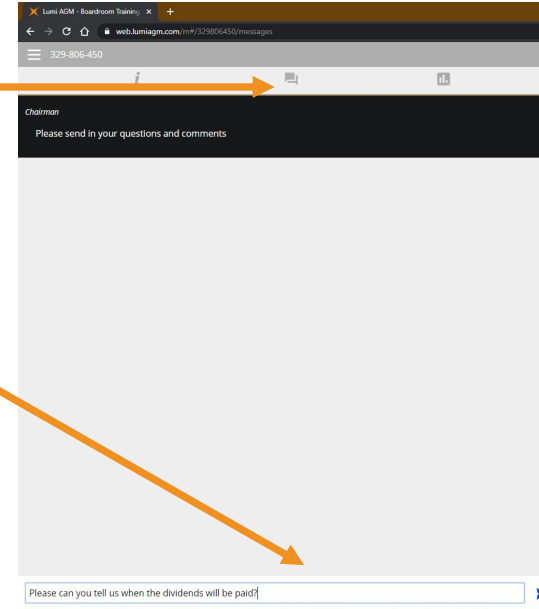 Lumi AGM - Boardroom Training
web.lumiagm.com/m#/329806450/messages
329-806-450
i
Chairman
Please send in your questions and comments
Please can you tell us when the dividends will be paid?